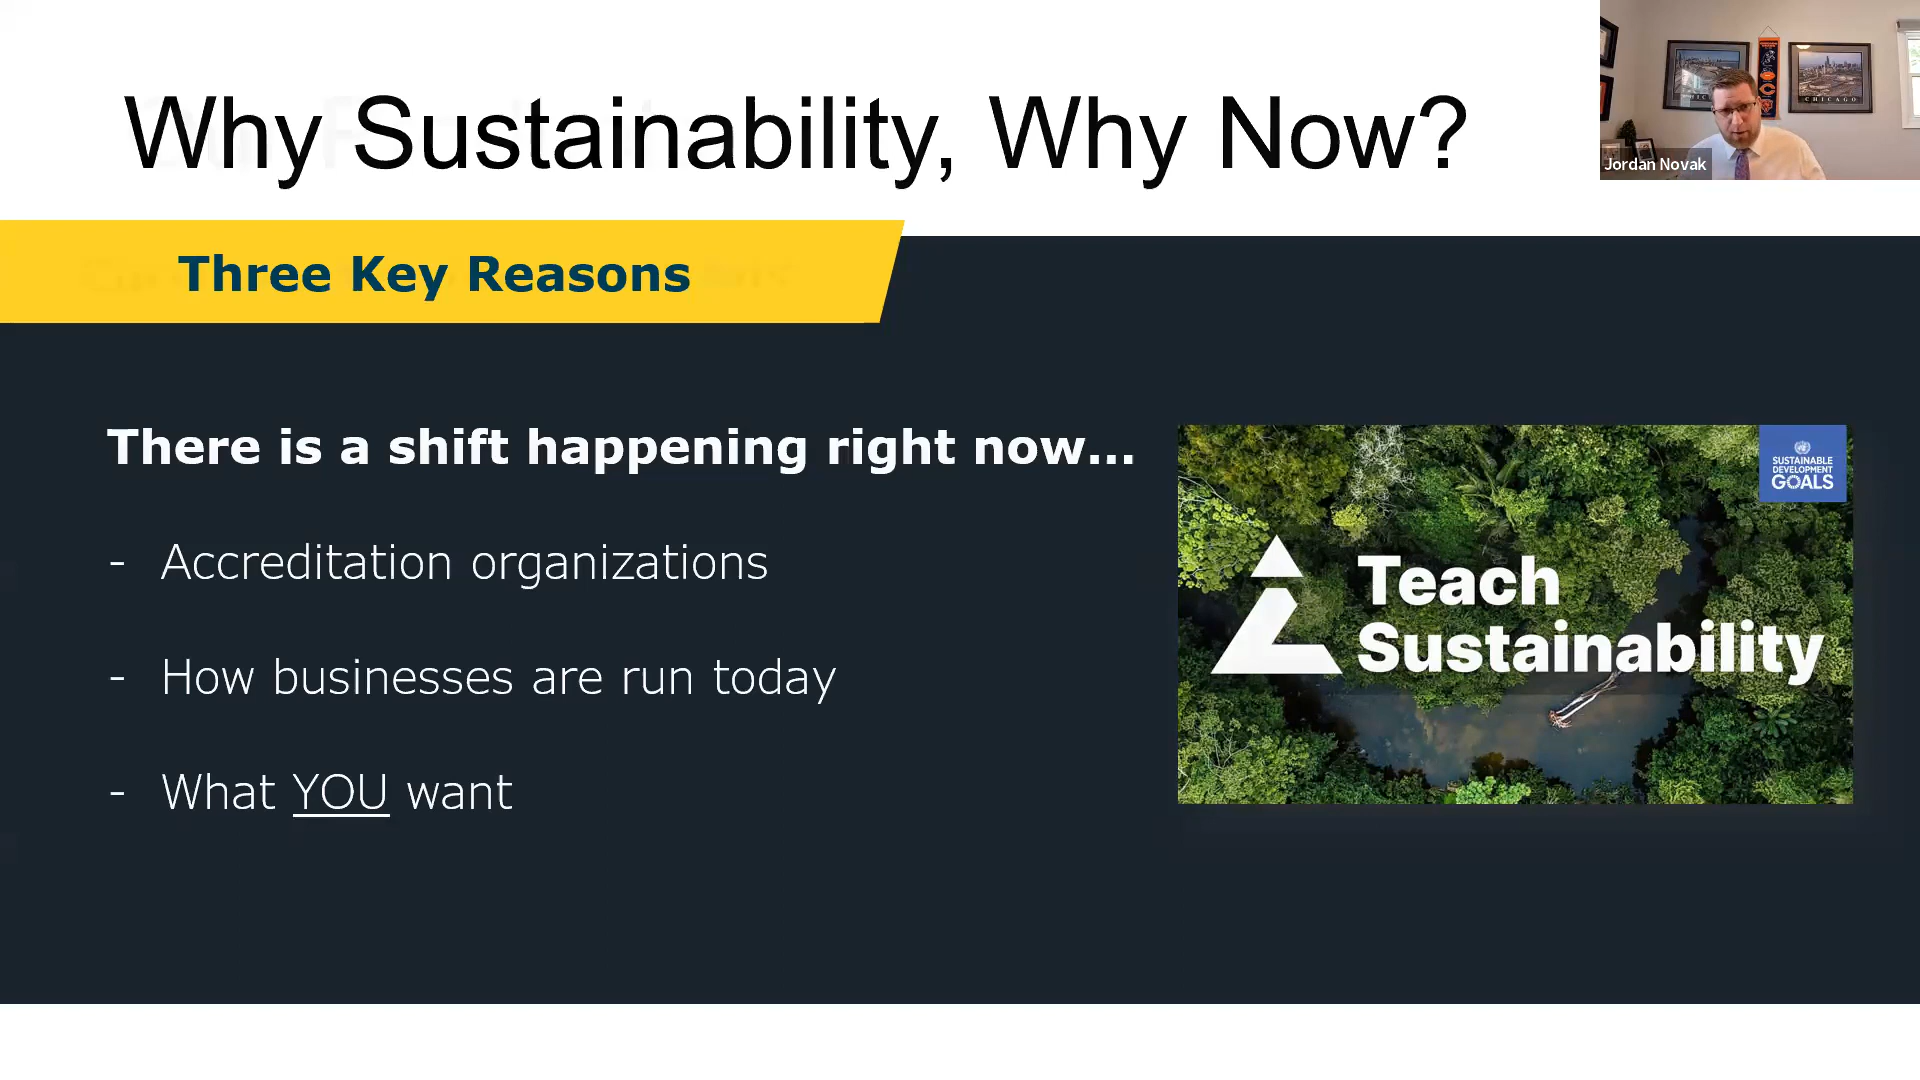 Why Sustainability, Why Now?
CHICAGO
Jordan Novak
Three Key Reasons
There is a shift happening right now...
- Accreditation organizations
- How businesses are run today
- What YOU want
SUSTAINABLE
DEVELOPMENT
GOALS
Teach
Sustainability